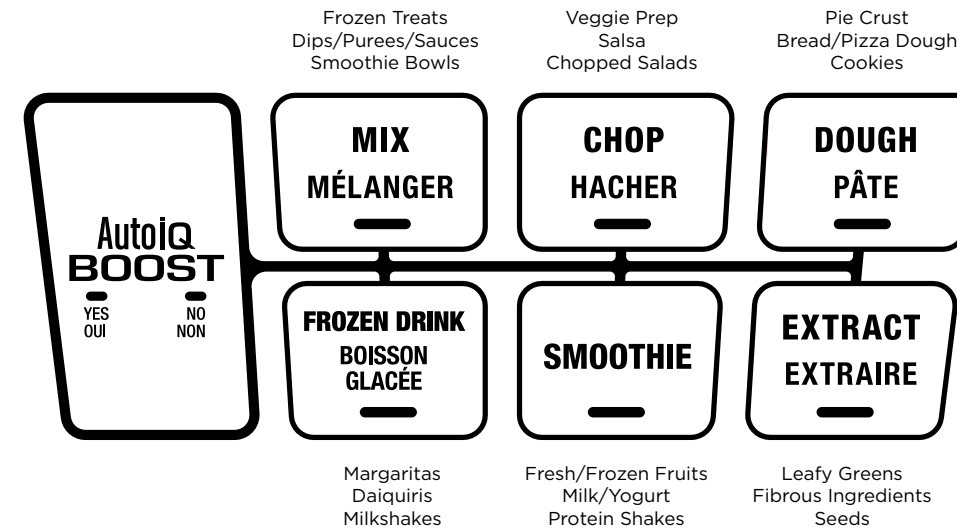 Frozen Treats
Dips/Purees/Sauces
Smoothie Bowls
Veggie Prep
Salsa
Chopped Salads
Pie Crust
Bread/Pizza Dough
Cookies
MIX
MÉLANGER
CHOP
HACHER
DOUGH
PÂTE
AutoiQ
BOOST
YES
OUI
NO
NON
FROZEN DRINK
BOISSON
GLACÉE
SMOOTHIE
EXTRACT
EXTRAIRE
Margaritas
Daiquiris
Milkshakes
Fresh/Frozen Fruits
Milk/Yogurt
Protein Shakes
Leafy Greens
Fibrous Ingredients
Seeds